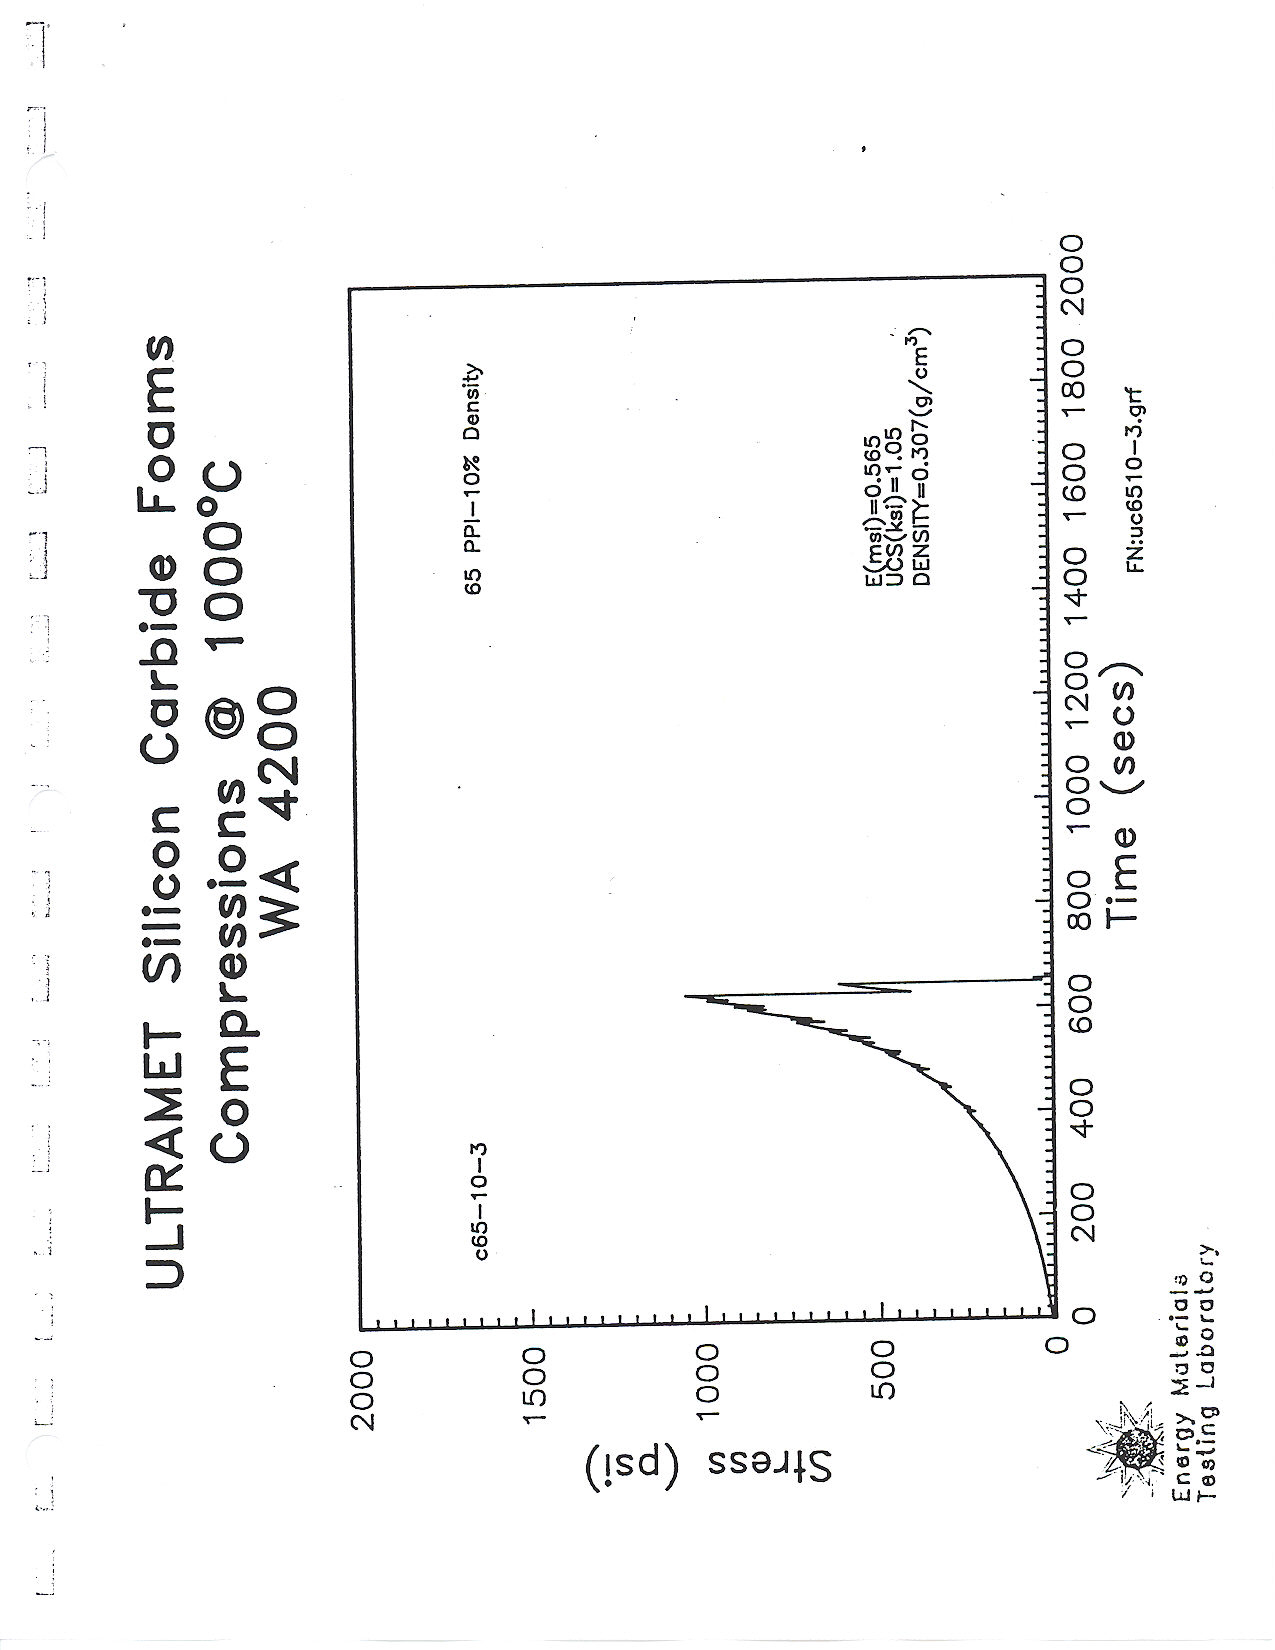 ULTRAMET Silicon Carbide Foams
Compressions @ 1000°C
WA 4200
c65-10-3
65 PPI-10% Density
E(msi)=0.565
UCS(ksi)=1.05
DENSITY=0.307(g/cm³)
Stress (psi)
2000
1500
1000
500
0
0 200 400 600 800 1000 1200 1400 1600 1800 2000
Time (secs)
FN:uc6510-3.grf
Energy Materials
Testing Laboratory